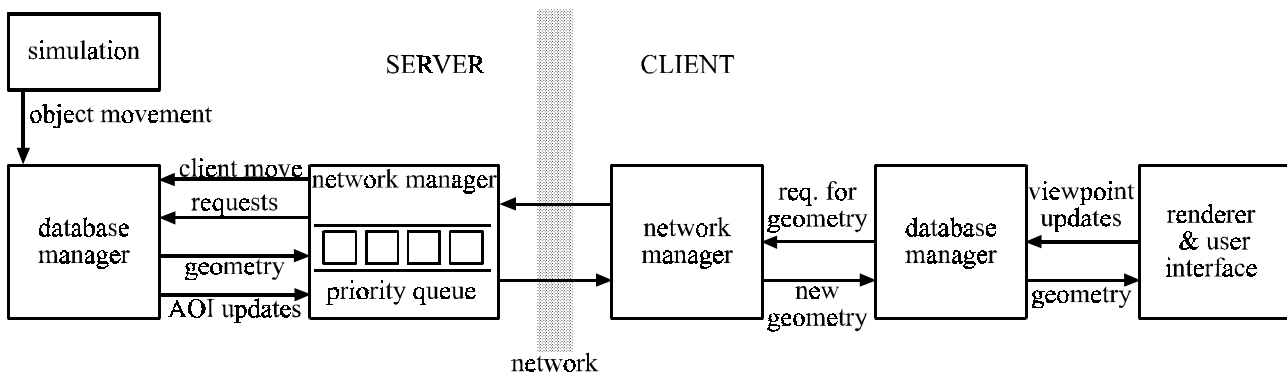 simulation
SERVER
CLIENT
object movement
client move
requests
geometry
AOI updates
database
manager
network manager
priority queue
network
network
manager
req. for
geometry
new
geometry
database
manager
viewpoint
updates
geometry
renderer
& user
interface